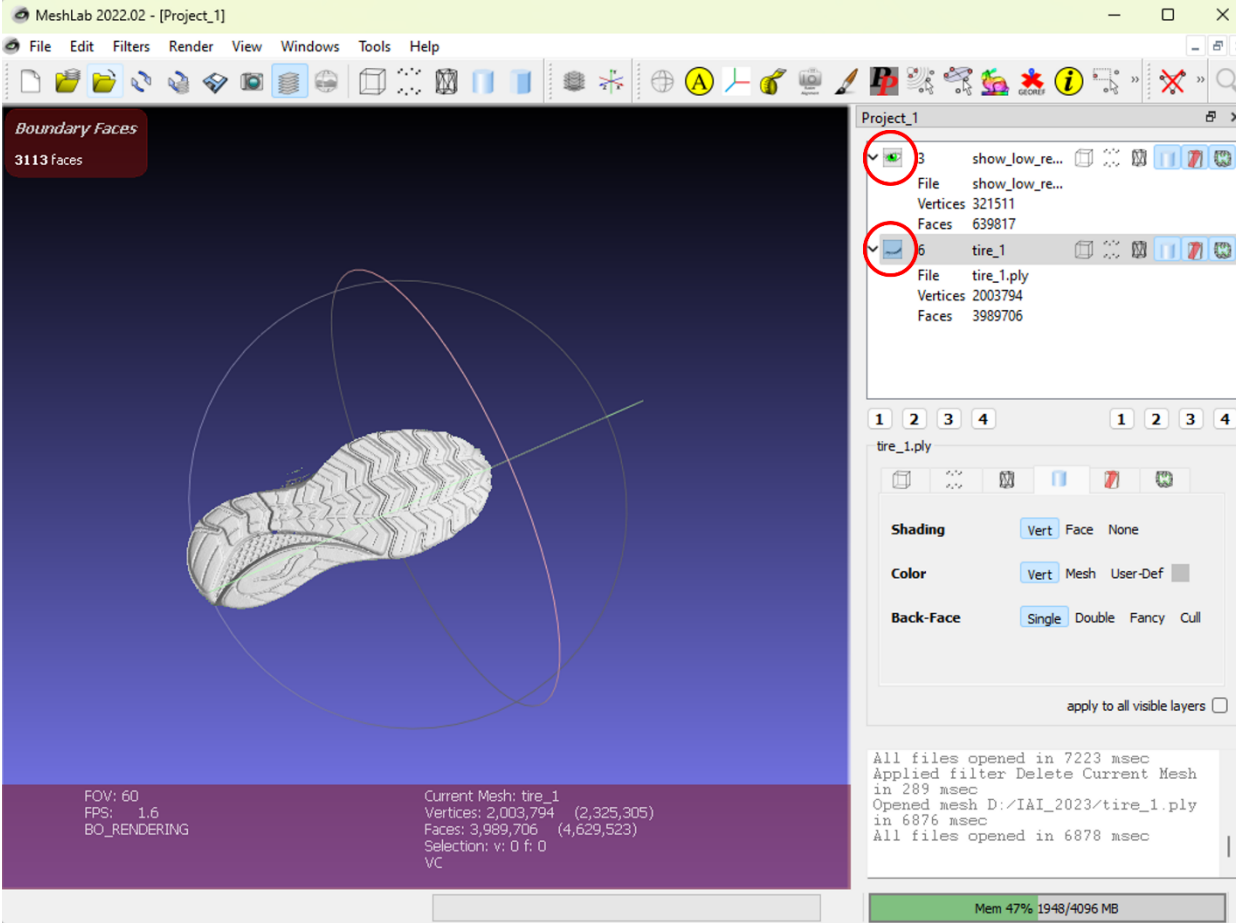 MeshLab 2022.02 - [Project_1]
File Edit Filters Render View Windows Tools Help
A PP GEOREF i » »
Boundary Faces
3113 faces
Project_1
3 show_low_re...
File show_low_re...
Vertices 321511
Faces 639817
6 tire_1
File tire_1.ply
Vertices 2003794
Faces 3989706
1 2 3 4 1 2 3 4
tire_1.ply
Shading Vert Face None
Color Vert Mesh User-Def
Back-Face Single Double Fancy Cull
apply to all visible layers
All files opened in 7223 msec
Applied filter Delete Current Mesh
in 289 msec
Opened mesh D:/IAI_2023/tire_1.ply
in 6876 msec
All files opened in 6878 msec
FOV: 60
FPS: 1.6
BO_RENDERING
Current Mesh: tire_1
Vertices: 2,003,794 (2,325,305)
Faces: 3,989,706 (4,629,523)
Selection: v: 0 f: 0
VC
Mem 47% 1948/4096 MB